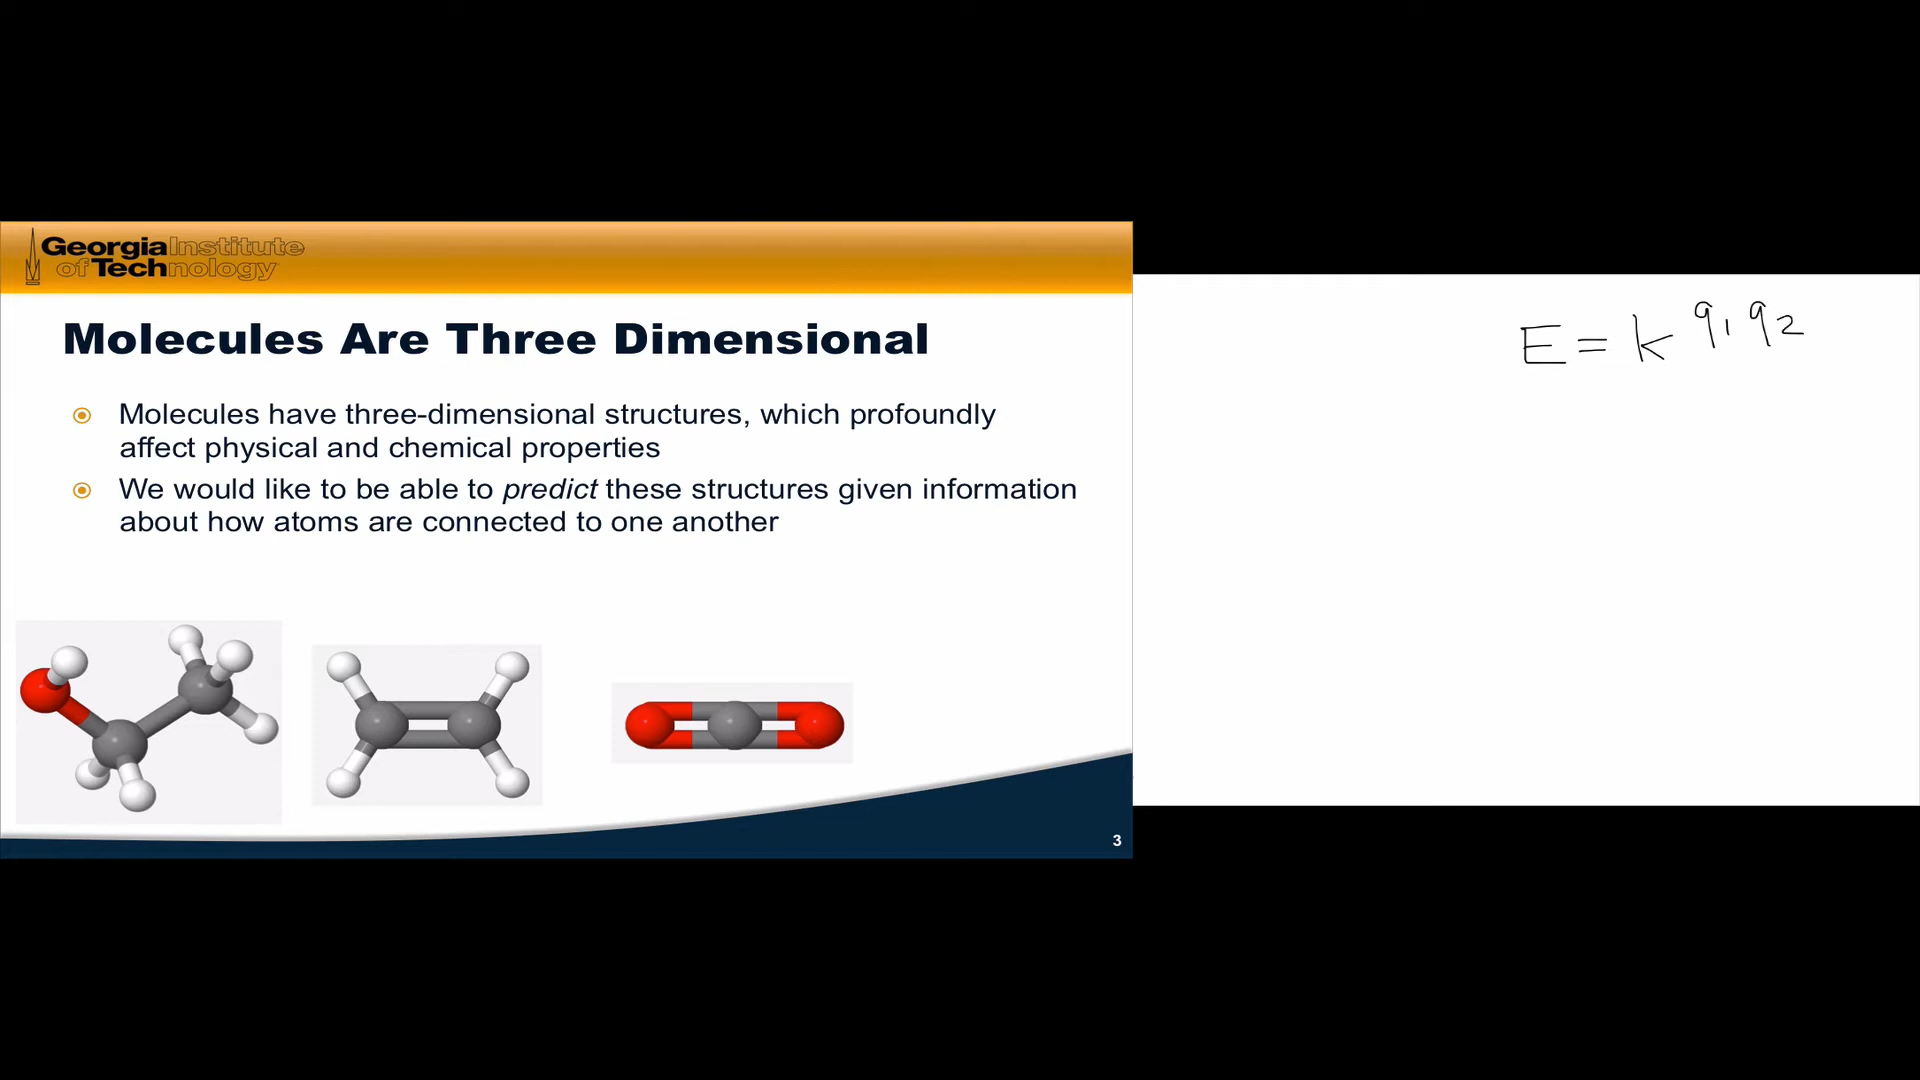 Georgia Institute
of Technology
Molecules Are Three Dimensional
Molecules have three-dimensional structures, which profoundly
affect physical and chemical properties
We would like to be able to predict these structures given information
about how atoms are connected to one another
3
E = k q1 q2